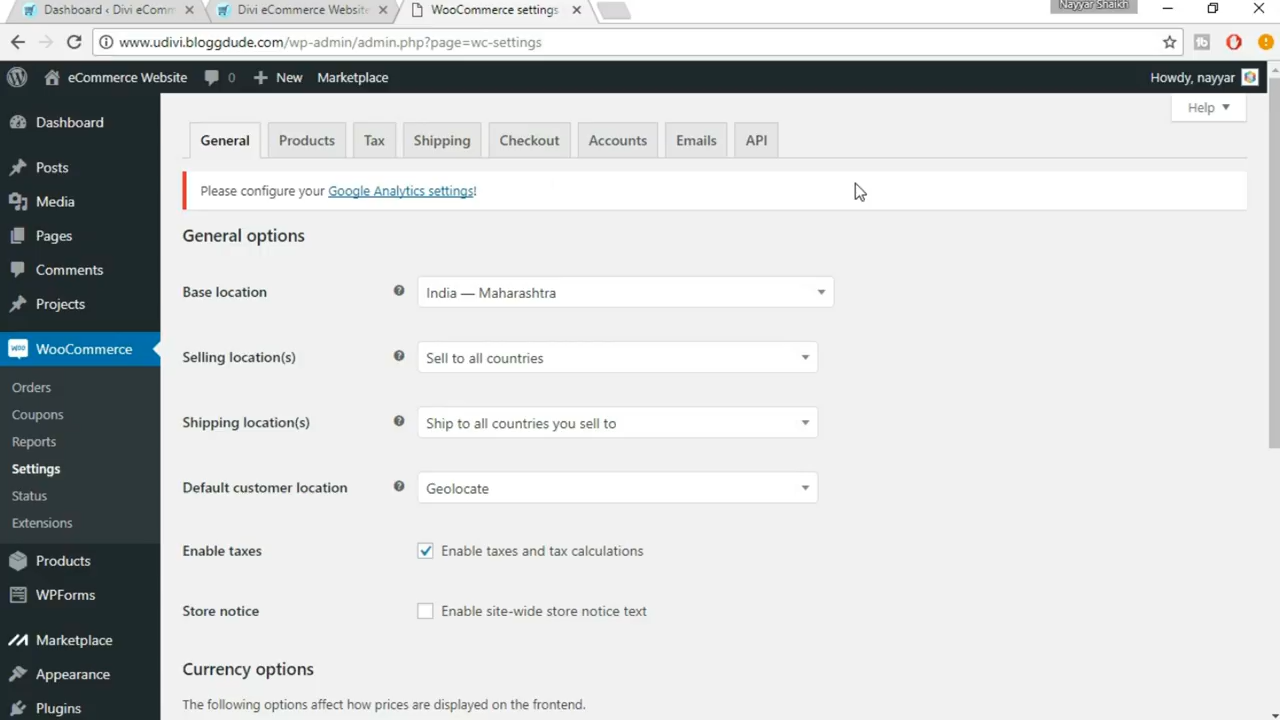 Nayyar Shaikh
Dashboard ‹ Divi eComm
Divi eCommerce Website
WooCommerce settings
www.udivi.bloggdude.com/wp-admin/admin.php?page=wc-settings
eCommerce Website 0 New Marketplace Howdy, nayyar
Help
Dashboard
Posts
Media
Pages
Comments
Projects
WooCommerce
Orders
Coupons
Reports
Settings
Status
Extensions
Products
WPForms
Marketplace
Appearance
Plugins
General Products Tax Shipping Checkout Accounts Emails API
Please configure your Google Analytics settings!
General options
Base location ? India — Maharashtra
Selling location(s) ? Sell to all countries
Shipping location(s) ? Ship to all countries you sell to
Default customer location ? Geolocate
Enable taxes Enable taxes and tax calculations
Store notice Enable site-wide store notice text
Currency options
The following options affect how prices are displayed on the frontend.